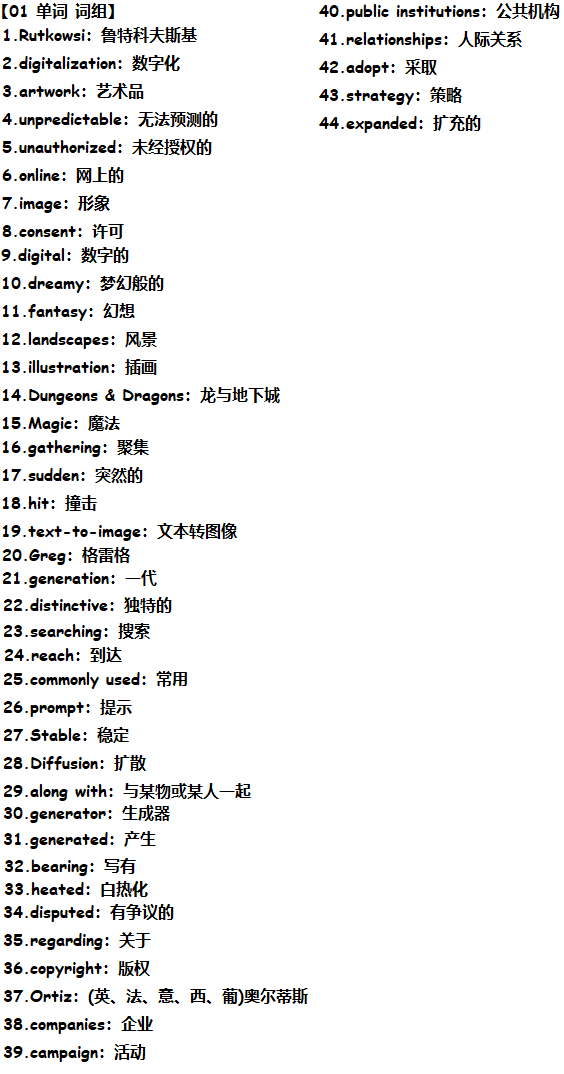 【01 单词 词组】
1.Rutkowsi：鲁特科夫斯基
2.digitalization：数字化
3.artwork：艺术品
4.unpredictable：无法预测的
5.unauthorized：未经授权的
6.online：网上的
7.image：形象
8.consent：许可
9.digital：数字的
10.dreamy：梦幻般的
11.fantasy：幻想
12.landscapes：风景
13.illustration：插画
14.Dungeons & Dragons：龙与地下城
15.Magic：魔法
16.gathering：聚集
17.sudden：突然的
18.hit：撞击
19.text-to-image：文本转图像
20.Greg：格雷格
21.generation：一代
22.distinctive：独特的
23.searching：搜索
24.reach：到达
25.commonly used：常用
26.prompt：提示
27.Stable：稳定
28.Diffusion：扩散
29.along with：与某物或某人一起
30.generator：生成器
31.generated：产生
32.bearing：写有
33.heated：白热化
34.disputed：有争议的
35.regarding：关于
36.copyright：版权
37.Ortiz：(英、法、意、西、葡)奥尔蒂斯
38.companies：企业
39.campaign：活动
40.public institutions：公共机构
41.relationships：人际关系
42.adopt：采取
43.strategy：策略
44.expanded：扩充的